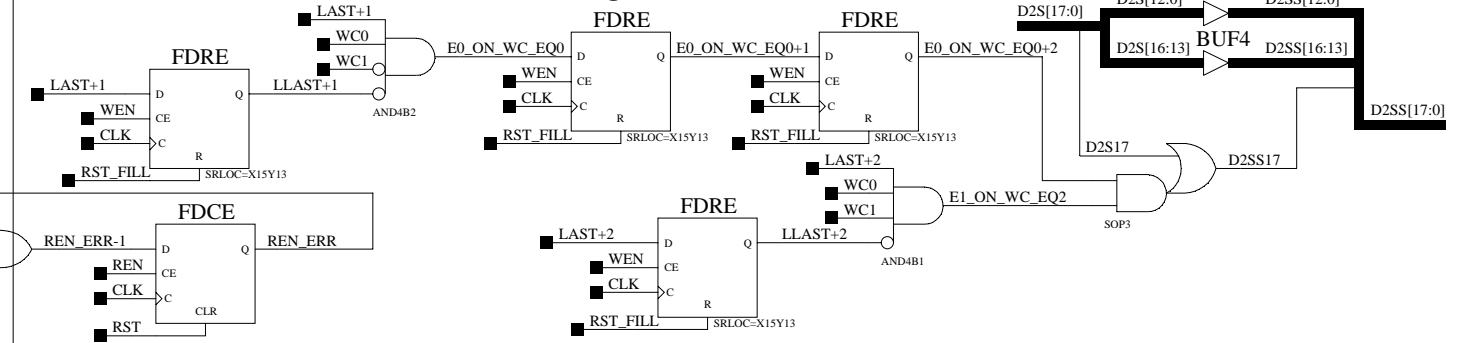 LAST+1
WC0
WC1
E0_ON_WC_EQ0
AND4B2
FDRE
LAST+1
D
Q
LLAST+1
WEN
CE
CLK
C
R
RST_FILL
SRLOC=X15Y13
FDRE
D
Q
E0_ON_WC_EQ0+1
WEN
CE
CLK
C
R
RST_FILL
SRLOC=X15Y13
FDRE
D
Q
E0_ON_WC_EQ0+2
WEN
CE
CLK
C
R
RST_FILL
SRLOC=X15Y13
D2S[17:0]
D2S[12:0]
D2SS[12:0]
BUF4
D2S[16:13]
D2SS[16:13]
D2SS[17:0]
D2S17
D2SS17
SOP3
LAST+2
WC0
WC1
E1_ON_WC_EQ2
AND4B1
FDRE
LAST+2
D
Q
LLAST+2
WEN
CE
CLK
C
R
RST_FILL
SRLOC=X15Y13
FDCE
REN_ERR-1
D
Q
REN_ERR
REN
CE
CLK
C
CLR
RST